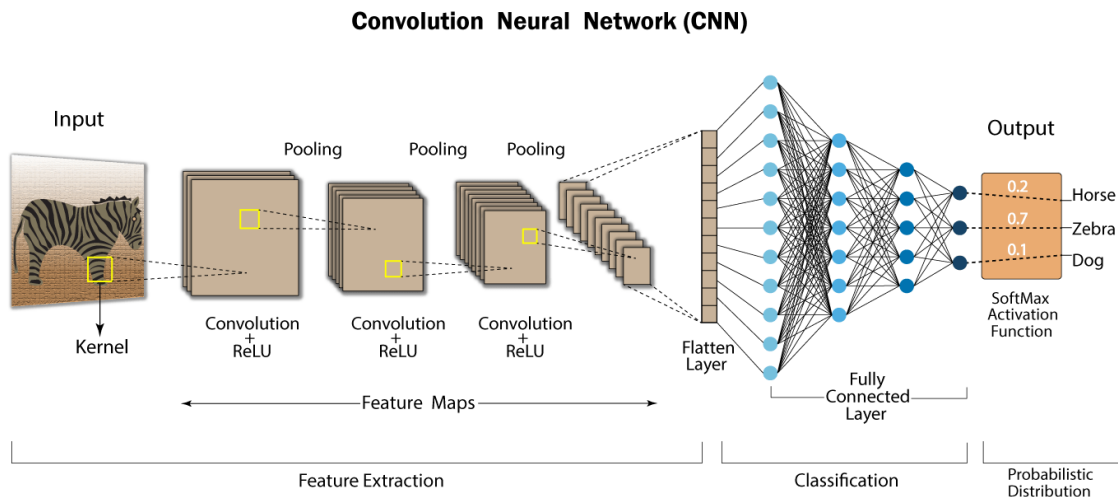 Convolution Neural Network (CNN)
Input
Kernel
Pooling
Pooling
Pooling
Convolution
+
ReLU
Convolution
+
ReLU
Convolution
+
ReLU
Feature Maps
Flatten
Layer
Fully
Connected
Layer
Output
0.2
Horse
0.7
Zebra
0.1
Dog
SoftMax
Activation
Function
Feature Extraction
Classification
Probabilistic
Distribution